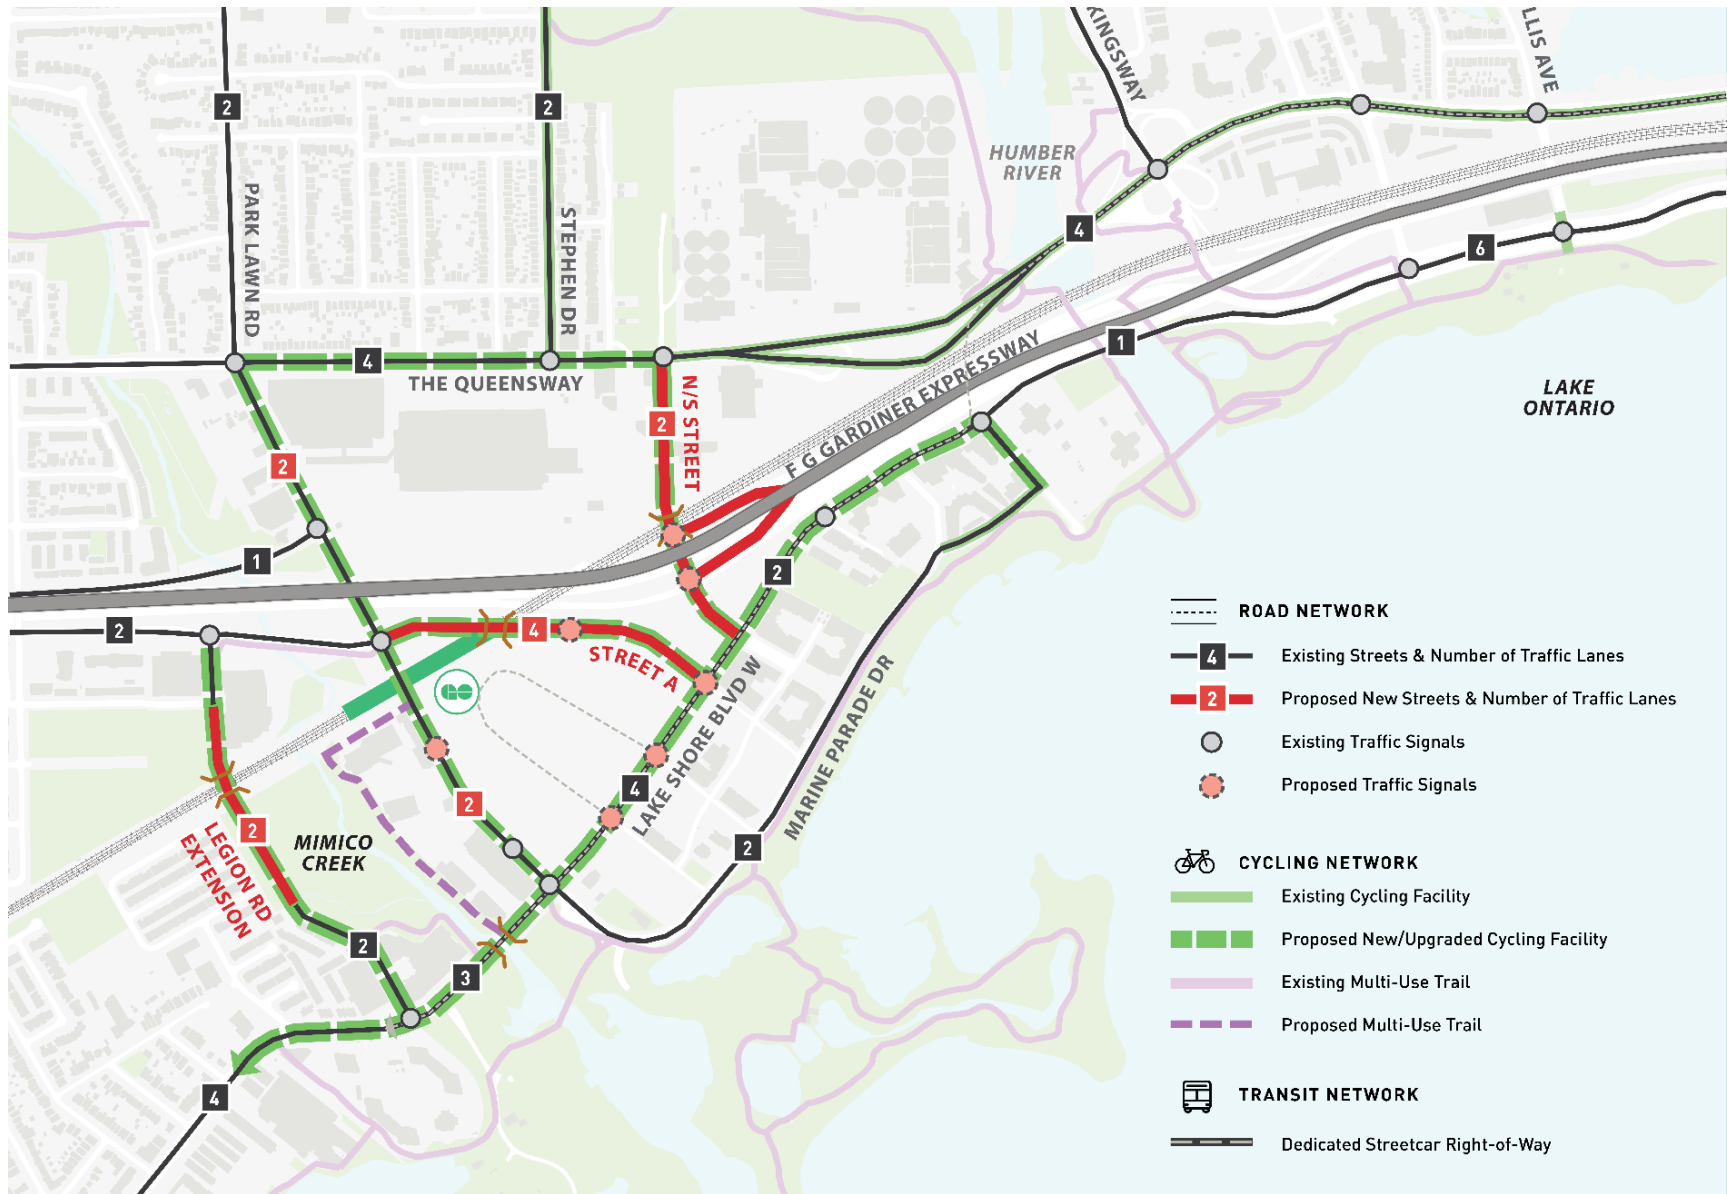 KINGSWAY
LLIS AVE
2
2
HUMBER
RIVER
PARK LAWN RD
STEPHEN DR
4
6
1
4
THE QUEENSWAY
N/S STREET
2
F G GARDINER EXPRESSWAY
LAKE
ONTARIO
2
1
2
2
4
STREET A
GO
LAKE SHORE BLVD W
4
MARINE PARADE DR
2
2
2
LEGION RD
EXTENSION
MIMICO
CREEK
2
3
4
ROAD NETWORK
4 Existing Streets & Number of Traffic Lanes
2 Proposed New Streets & Number of Traffic Lanes
Existing Traffic Signals
Proposed Traffic Signals
CYCLING NETWORK
Existing Cycling Facility
Proposed New/Upgraded Cycling Facility
Existing Multi-Use Trail
Proposed Multi-Use Trail
TRANSIT NETWORK
Dedicated Streetcar Right-of-Way